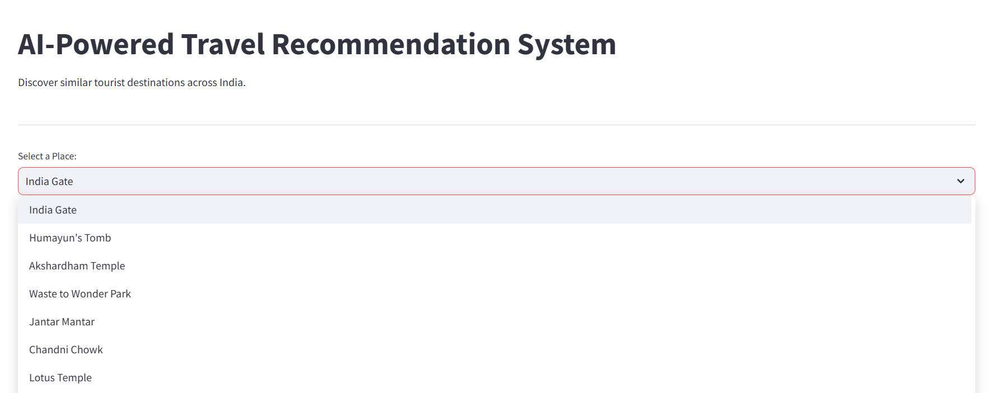 AI-Powered Travel Recommendation System
Discover similar tourist destinations across India.
Select a Place:
India Gate
India Gate
Humayun's Tomb
Akshardham Temple
Waste to Wonder Park
Jantar Mantar
Chandni Chowk
Lotus Temple